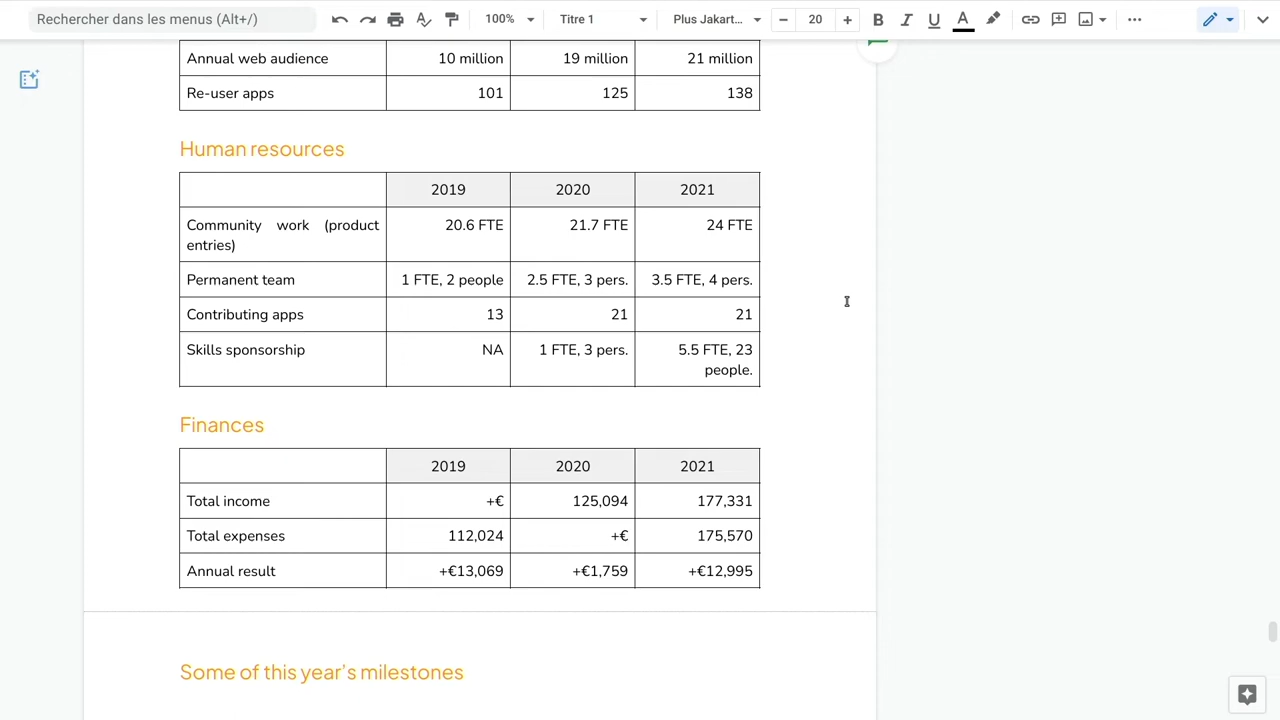 Rechercher dans les menus (Alt+/) 100% Titre 1 Plus Jakart... − 20 + B I U A
Annual web audience 10 million 19 million 21 million
Re-user apps 101 125 138
Human resources
2019 2020 2021
Community work (product 20.6 FTE 21.7 FTE 24 FTE
entries)
Permanent team 1 FTE, 2 people 2.5 FTE, 3 pers. 3.5 FTE, 4 pers.
Contributing apps 13 21 21
Skills sponsorship NA 1 FTE, 3 pers. 5.5 FTE, 23
people.
Finances
2019 2020 2021
Total income +€ 125,094 177,331
Total expenses 112,024 +€ 175,570
Annual result +€13,069 +€1,759 +€12,995
Some of this year's milestones